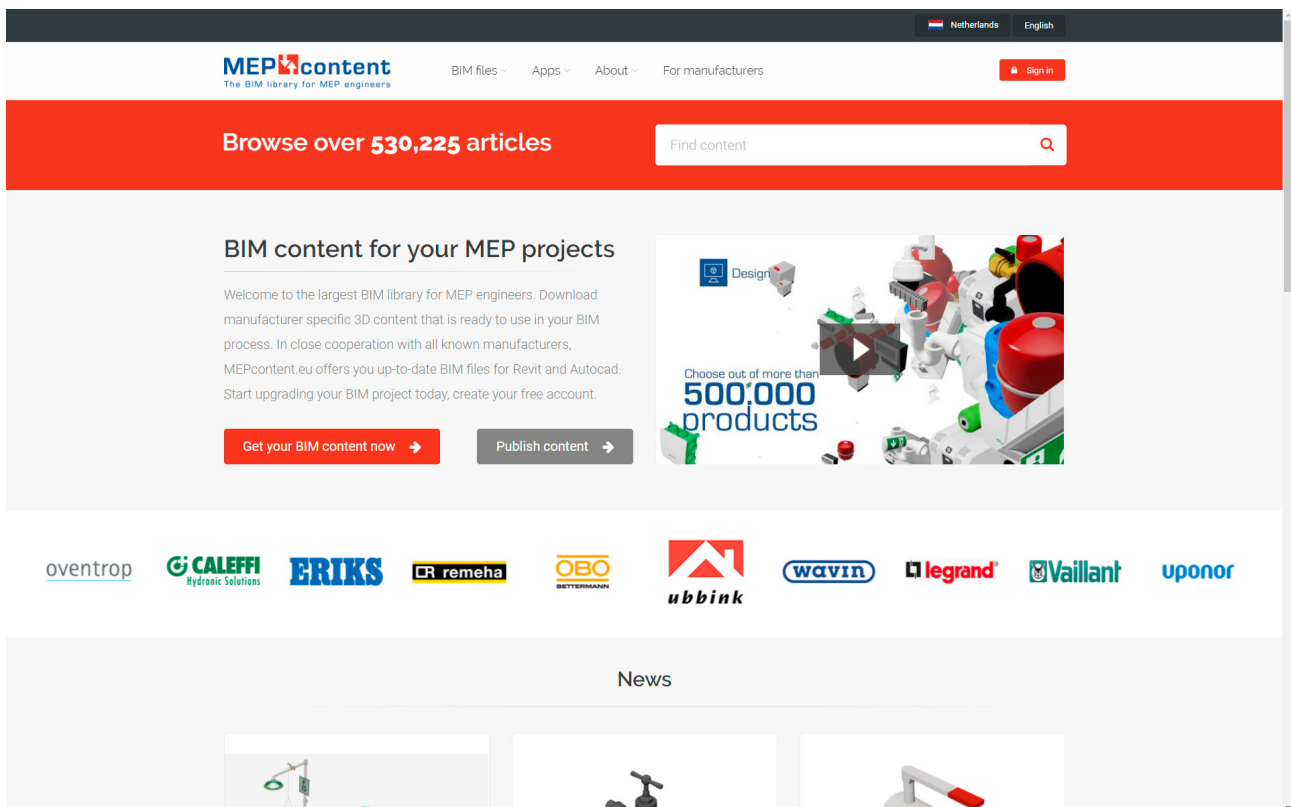 Netherlands
English
MEPcontent
The BIM library for MEP engineers
BIM files
Apps
About
For manufacturers
Sign in
Browse over 530,225 articles
Find content
BIM content for your MEP projects
Welcome to the largest BIM library for MEP engineers. Download
manufacturer specific 3D content that is ready to use in your BIM
process. In close cooperation with all known manufacturers,
MEPcontent.eu offers you up-to-date BIM files for Revit and Autocad.
Start upgrading your BIM project today, create your free account.
Get your BIM content now
Publish content
Design
Choose out of more than
500.000
products
oventrop
CALEFFI
Hydronic Solutions
ERIKS
remeha
OBO
BETTERMANN
ubbink
wavin
legrand®
Vaillant
uponor
News